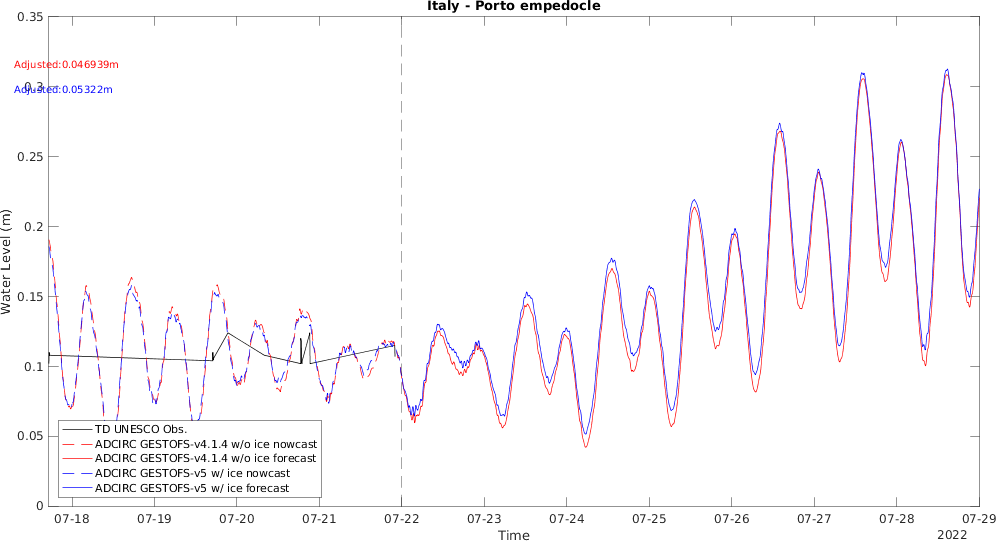 Italy - Porto empedocle
0.35
Adjusted:0.046939m
0.3
Adjusted:0.05322m
0.25
0.2
0.15
0.1
0.05
0
Water Level (m)
TD UNESCO Obs.
ADCIRC GESTOFS-v4.1.4 w/o ice nowcast
ADCIRC GESTOFS-v4.1.4 w/o ice forecast
ADCIRC GESTOFS-v5 w/ ice nowcast
ADCIRC GESTOFS-v5 w/ ice forecast
07-18 07-19 07-20 07-21 07-22 07-23 07-24 07-25 07-26 07-27 07-28 07-29
Time
2022